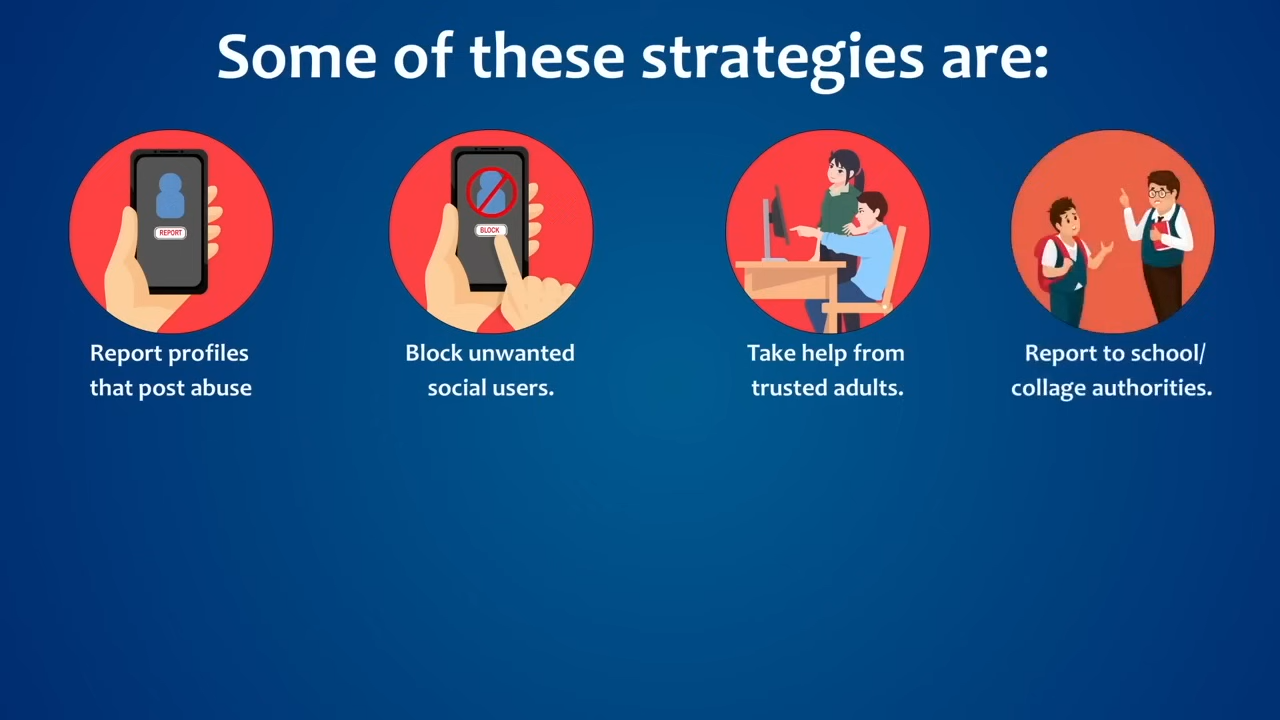 Some of these strategies are:
REPORT
BLOCK
Report profiles
that post abuse
Block unwanted
social users.
Take help from
trusted adults.
Report to school/
collage authorities.